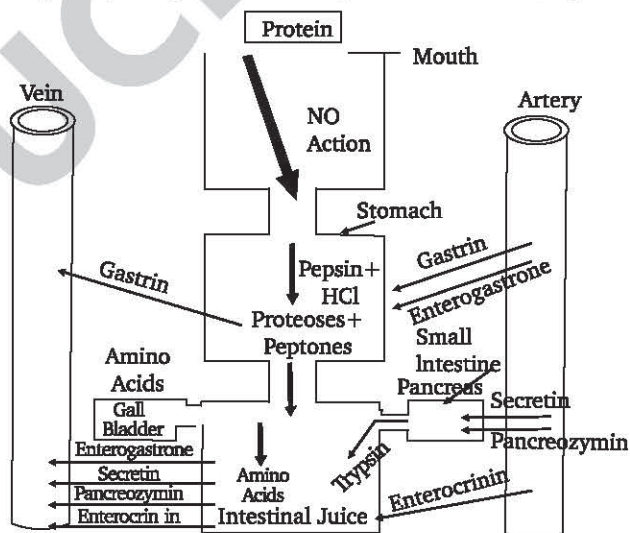 Protein
Mouth
Vein
Artery
NO
Action
Stomach
Gastrin
Pepsin+
HCl
Gastrin
Enterogastrone
Proteoses+
Peptones
Small
Intestine
Amino
Acids
Pancreas
Gall
Bladder
Secretin
Pancreozymin
Enterogastrone
Secretin
Pancreozymin
Enterocrin in
Amino
Acids
Trypsin
Enterocrinin
Intestinal Juice